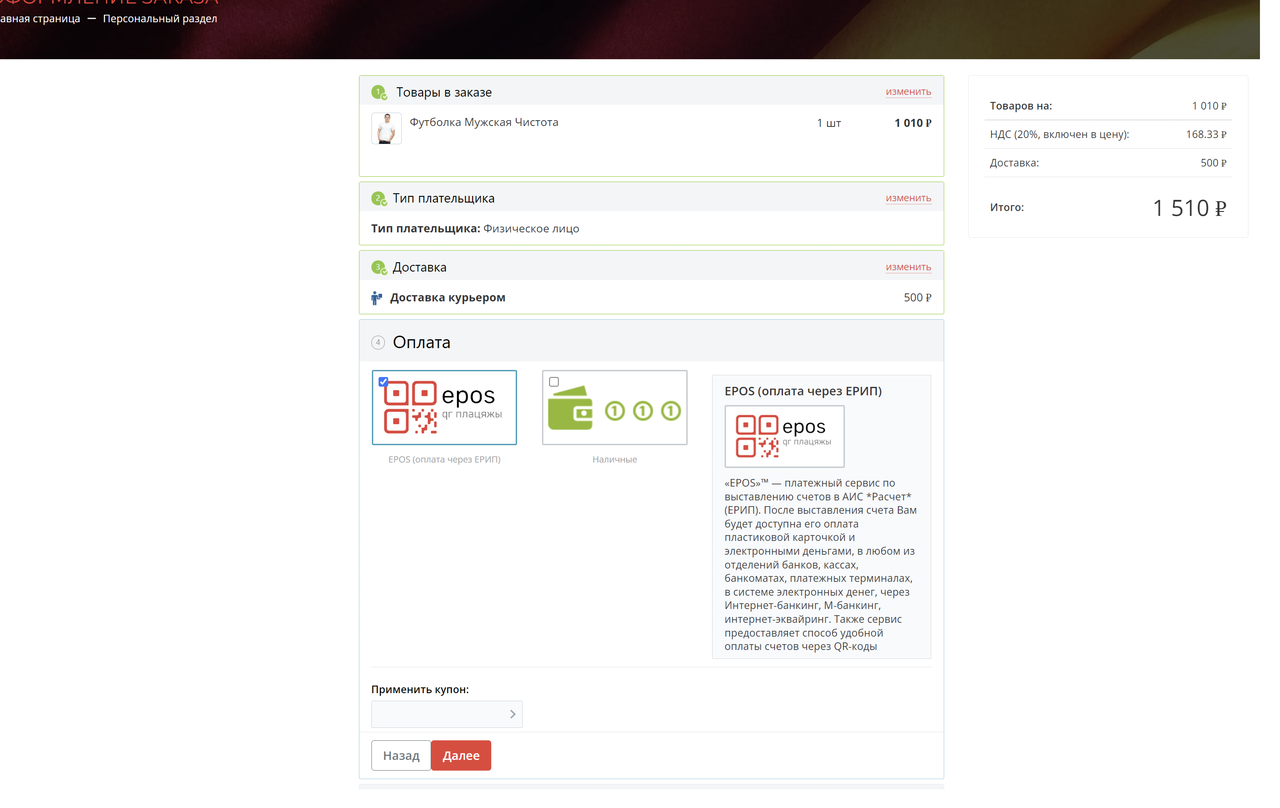 ОФОРМЛЕНИЕ ЗАКАЗА
авная страница — Персональный раздел
1 Товары в заказе изменить
Футболка Мужская Чистота 1 шт 1 010 ₽
2 Тип плательщика изменить
Тип плательщика: Физическое лицо
3 Доставка изменить
Доставка курьером 500 ₽
4 Оплата
epos
qr плацяжы
EPOS (оплата через ЕРИП)
1 1 1
Наличные
EPOS (оплата через ЕРИП)
epos
qr плацяжы
«EPOS»™ — платежный сервис по
выставлению счетов в АИС *Расчет*
(ЕРИП). После выставления счета Вам
будет доступна его оплата
пластиковой карточкой и
электронными деньгами, в любом из
отделений банков, кассах,
банкоматах, платежных терминалах,
в системе электронных денег, через
Интернет-банкинг, М-банкинг,
интернет-эквайринг. Также сервис
предоставляет способ удобной
оплаты счетов через QR-коды
Применить купон:
Назад Далее
Товаров на: 1 010 ₽
НДС (20%, включен в цену): 168.33 ₽
Доставка: 500 ₽
Итого: 1 510 ₽